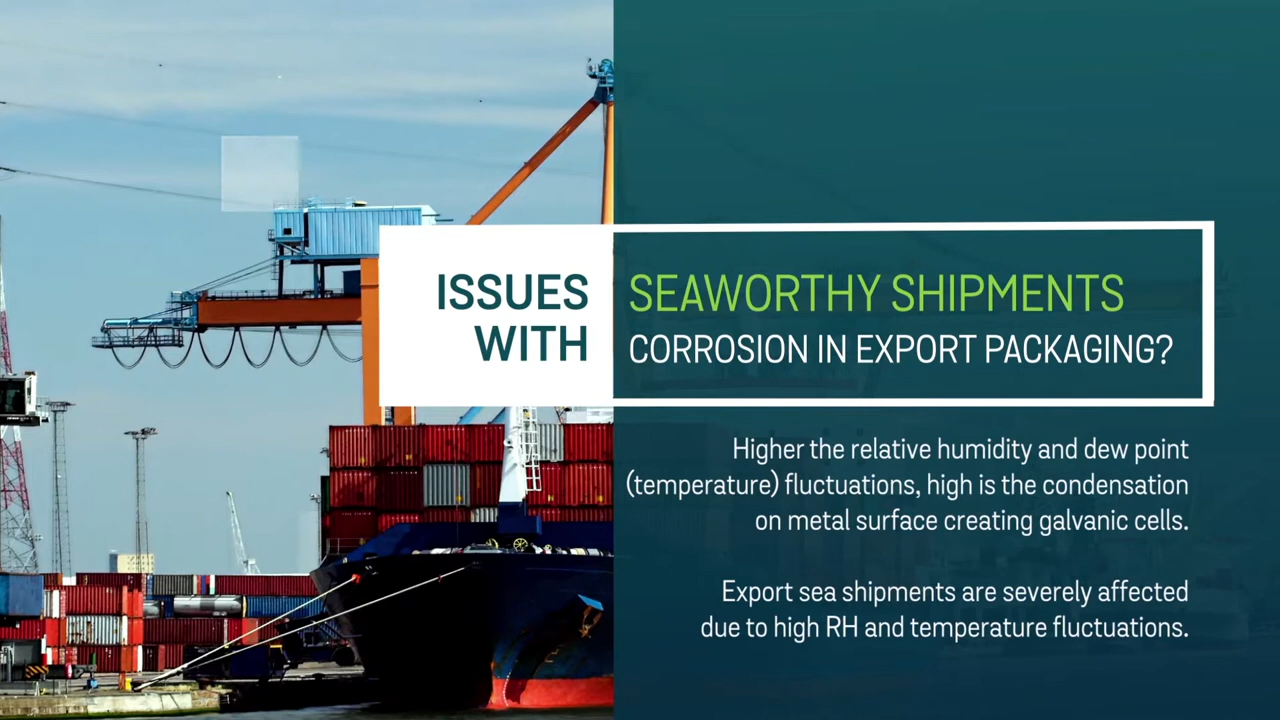 ISSUES
WITH
SEAWORTHY SHIPMENTS
CORROSION IN EXPORT PACKAGING?
Higher the relative humidity and dew point
(temperature) fluctuations, high is the condensation
on metal surface creating galvanic cells.
Export sea shipments are severely affected
due to high RH and temperature fluctuations.